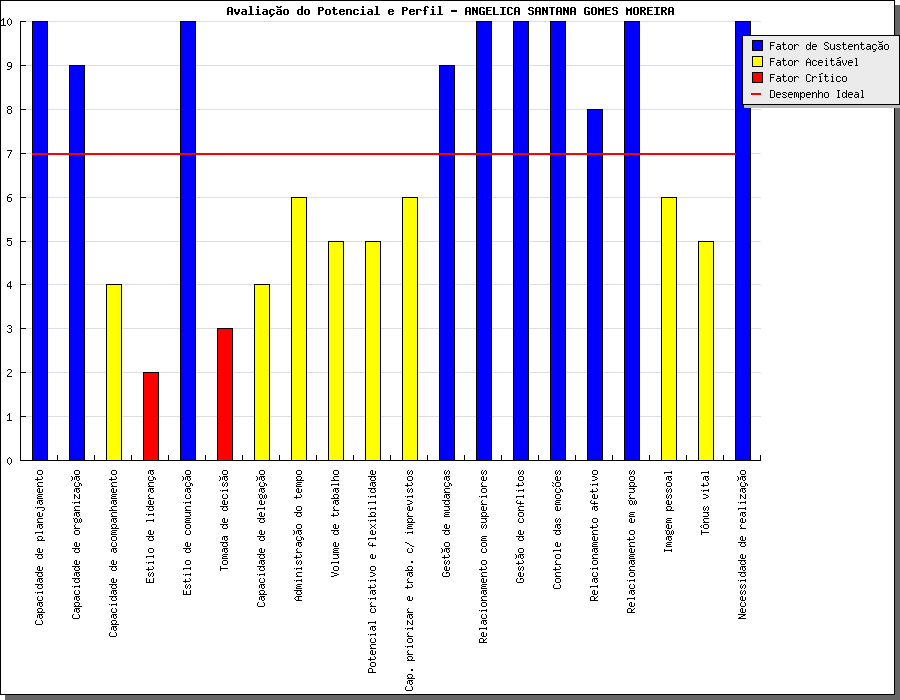 Avaliação do Potencial e Perfil - ANGELICA SANTANA GOMES MOREIRA
10
9
8
7
6
5
4
3
2
1
0
Fator de Sustentação
Fator Aceitável
Fator Crítico
Desempenho Ideal
Capacidade de planejamento
Capacidade de organização
Capacidade de acompanhamento
Estilo de liderança
Estilo de comunicação
Tomada de decisão
Capacidade de delegação
Administração do tempo
Volume de trabalho
Potencial criativo e flexibilidade
Cap. priorizar e trab. c/ imprevistos
Gestão de mudanças
Relacionamento com superiores
Gestão de conflitos
Controle das emoções
Relacionamento afetivo
Relacionamento em grupos
Imagem pessoal
Tônus vital
Necessidade de realização